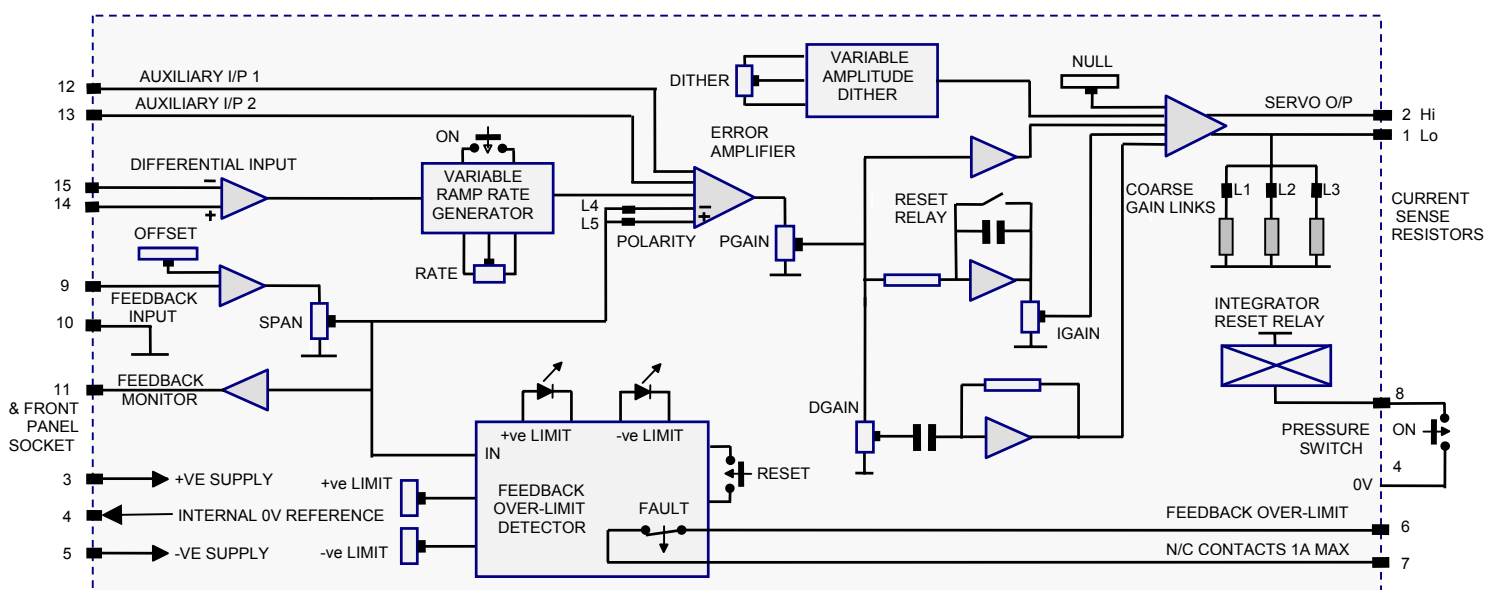 12
AUXILIARY I/P 1
13
AUXILIARY I/P 2
15
14
DIFFERENTIAL INPUT
−
+
ON
VARIABLE
RAMP RATE
GENERATOR
RATE
OFFSET
9
FEEDBACK
INPUT
10
SPAN
11
& FRONT
PANEL
SOCKET
FEEDBACK
MONITOR
3
+VE SUPPLY
4
INTERNAL 0V REFERENCE
5
-VE SUPPLY
L4
L5
POLARITY
−
+
ERROR
AMPLIFIER
PGAIN
DITHER
VARIABLE
AMPLITUDE
DITHER
NULL
RESET
RELAY
IGAIN
DGAIN
SERVO O/P
2 Hi
1 Lo
COARSE
GAIN LINKS
L1
L2
L3
CURRENT
SENSE
RESISTORS
INTEGRATOR
RESET RELAY
8
PRESSURE
SWITCH
ON
4
0V
+ve LIMIT
-ve LIMIT
IN
FEEDBACK
OVER-LIMIT
DETECTOR
FAULT
RESET
+ve LIMIT
-ve LIMIT
FEEDBACK OVER-LIMIT
6
N/C CONTACTS 1A MAX
7